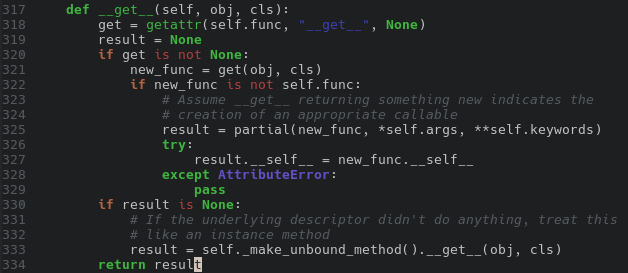 317     def __get__(self, obj, cls):
318         get = getattr(self.func, "__get__", None)
319         result = None
320         if get is not None:
321             new_func = get(obj, cls)
322             if new_func is not self.func:
323                 # Assume __get__ returning something new indicates the
324                 # creation of an appropriate callable
325                 result = partial(new_func, *self.args, **self.keywords)
326                 try:
327                     result.__self__ = new_func.__self__
328                 except AttributeError:
329                     pass
330         if result is None:
331             # If the underlying descriptor didn't do anything, treat this
332             # like an instance method
333             result = self._make_unbound_method().__get__(obj, cls)
334         return result